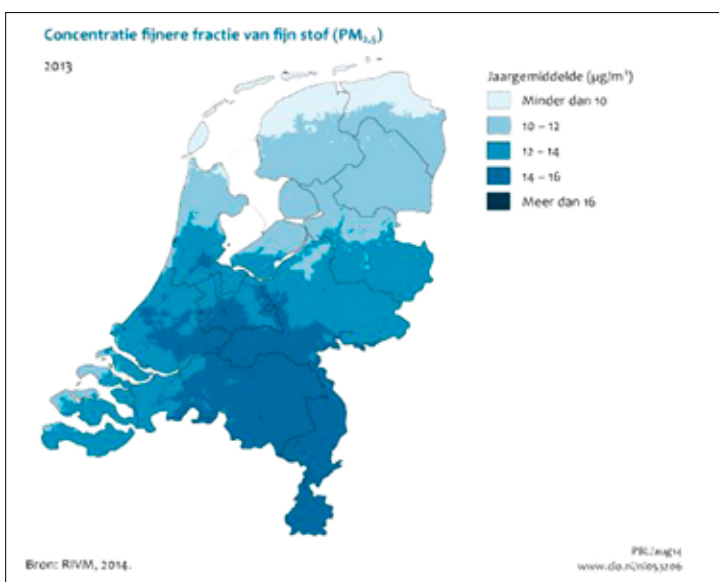 Concentratie fijnere fractie van fijn stof (PM₂,₅)
2013
Jaargemiddelde (µg/m³)
Minder dan 10
10 – 12
12 – 14
14 – 16
Meer dan 16
Bron: RIVM, 2014.
PBL/aug14
www.clo.nl/nl053206